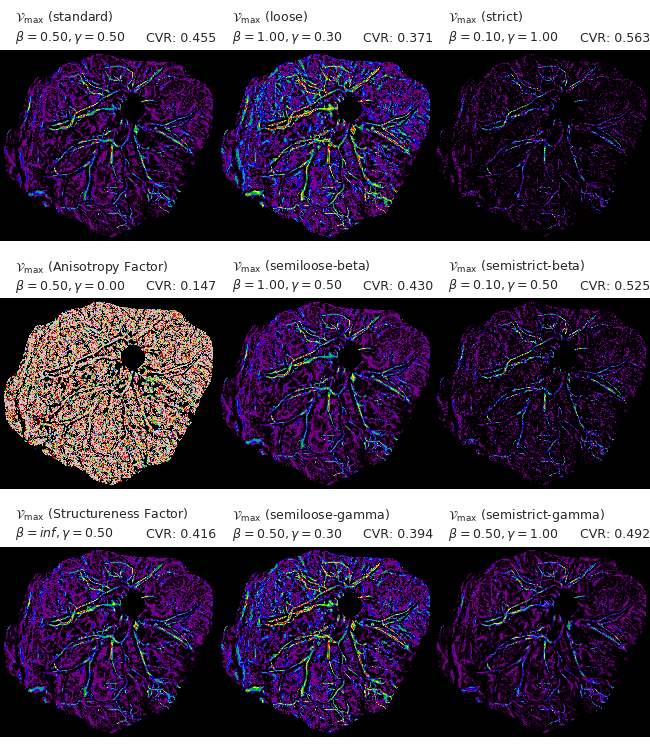 𝒱max (standard)
β = 0.50, γ = 0.50 CVR: 0.455
𝒱max (loose)
β = 1.00, γ = 0.30 CVR: 0.371
𝒱max (strict)
β = 0.10, γ = 1.00 CVR: 0.563
𝒱max (Anisotropy Factor)
β = 0.50, γ = 0.00 CVR: 0.147
𝒱max (semiloose-beta)
β = 1.00, γ = 0.50 CVR: 0.430
𝒱max (semistrict-beta)
β = 0.10, γ = 0.50 CVR: 0.525
𝒱max (Structureness Factor)
β = inf, γ = 0.50 CVR: 0.416
𝒱max (semiloose-gamma)
β = 0.50, γ = 0.30 CVR: 0.394
𝒱max (semistrict-gamma)
β = 0.50, γ = 1.00 CVR: 0.492